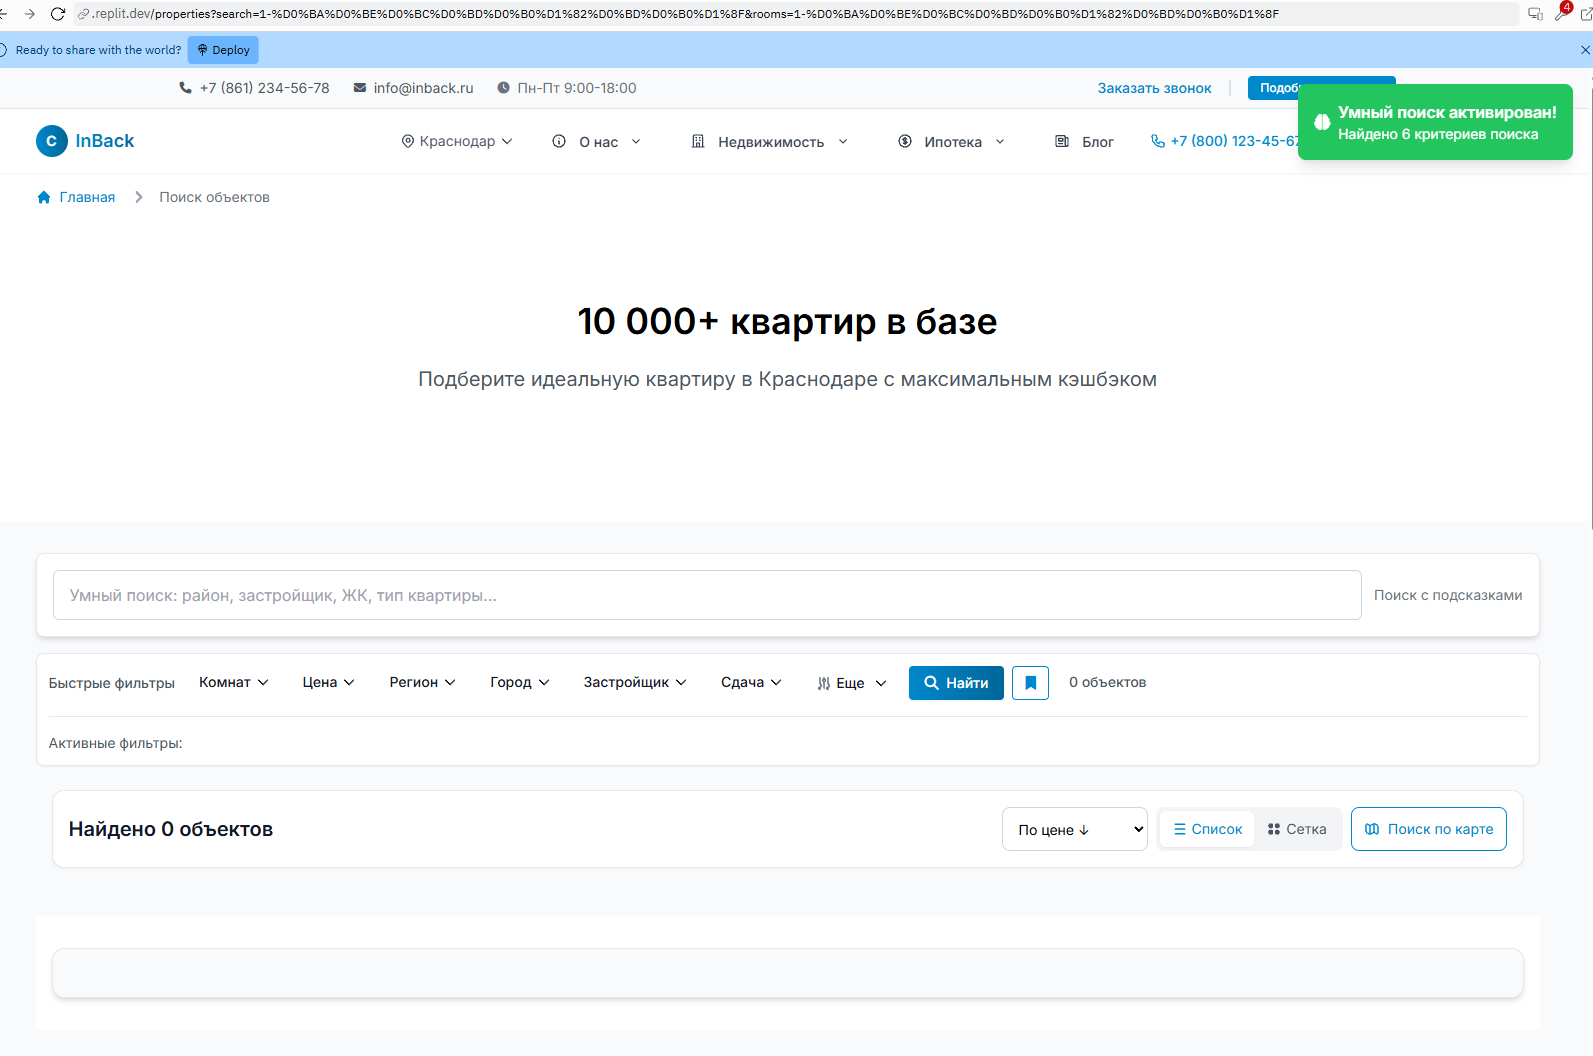 .replit.dev/properties?search=1-%D0%BA%D0%BE%D0%BC%D0%BD%D0%B0%D1%82%D0%BD%D0%B0%D1%8F&rooms=1-%D0%BA%D0%BE%D0%BC%D0%BD%D0%B0%D1%82%D0%BD%D0%B0%D1%8F
4
Ready to share with the world? Deploy
+7 (861) 234-56-78 info@inback.ru Пн-Пт 9:00-18:00 Заказать звонок
Умный поиск активирован!
Найдено 6 критериев поиска
C InBack Краснодар О нас Недвижимость Ипотека Блог +7 (800) 123-45-67
Главная Поиск объектов
10 000+ квартир в базе
Подберите идеальную квартиру в Краснодаре с максимальным кэшбэком
Умный поиск: район, застройщик, ЖК, тип квартиры... Поиск с подсказками
Быстрые фильтры Комнат Цена Регион Город Застройщик Сдача Еще Найти 0 объектов
Активные фильтры:
Найдено 0 объектов По цене ↓ Список Сетка Поиск по карте